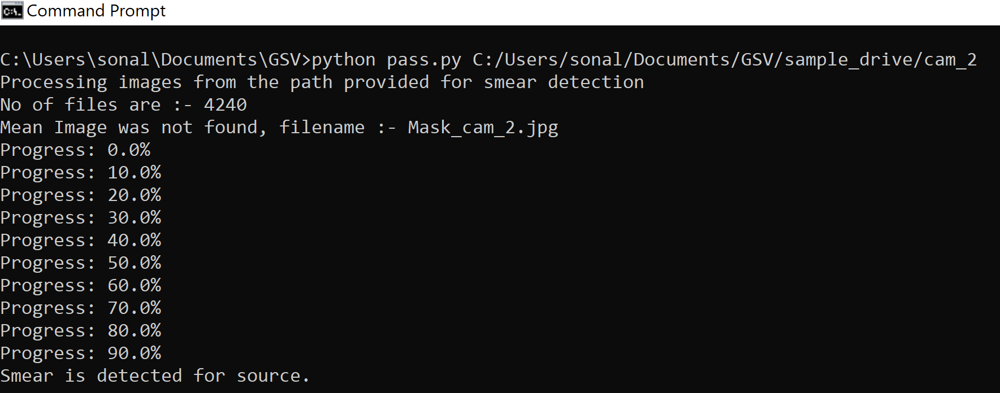 Command Prompt
C:\Users\sonal\Documents\GSV>python pass.py C:/Users/sonal/Documents/GSV/sample_drive/cam_2
Processing images from the path provided for smear detection
No of files are :- 4240
Mean Image was not found, filename :- Mask_cam_2.jpg
Progress: 0.0%
Progress: 10.0%
Progress: 20.0%
Progress: 30.0%
Progress: 40.0%
Progress: 50.0%
Progress: 60.0%
Progress: 70.0%
Progress: 80.0%
Progress: 90.0%
Smear is detected for source.